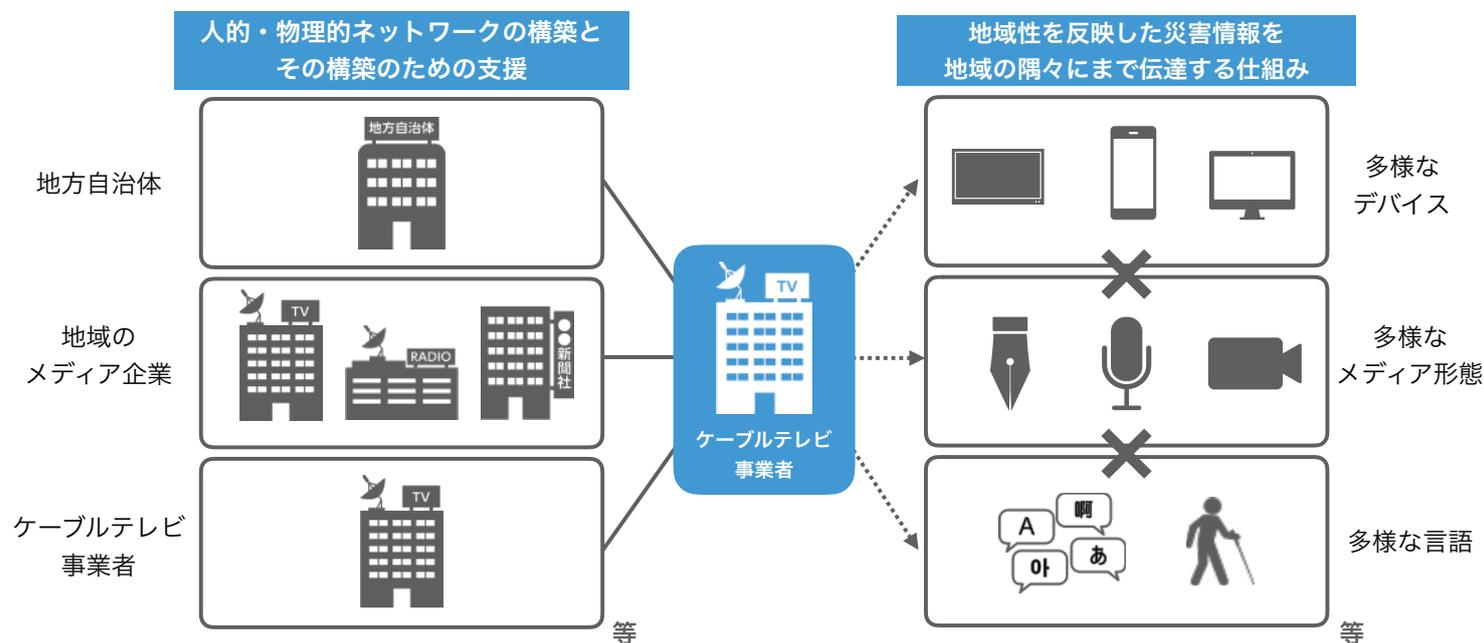 人的・物理的ネットワークの構築と
その構築のための支援
地方自治体
地方自治体
地域の
メディア企業
TV
RADIO
●●新聞社
ケーブルテレビ
事業者
TV
等
TV
ケーブルテレビ
事業者
地域性を反映した災害情報を
地域の隅々にまで伝達する仕組み
多様な
デバイス
多様な
メディア形態
A
啊
아
あ
多様な言語
等